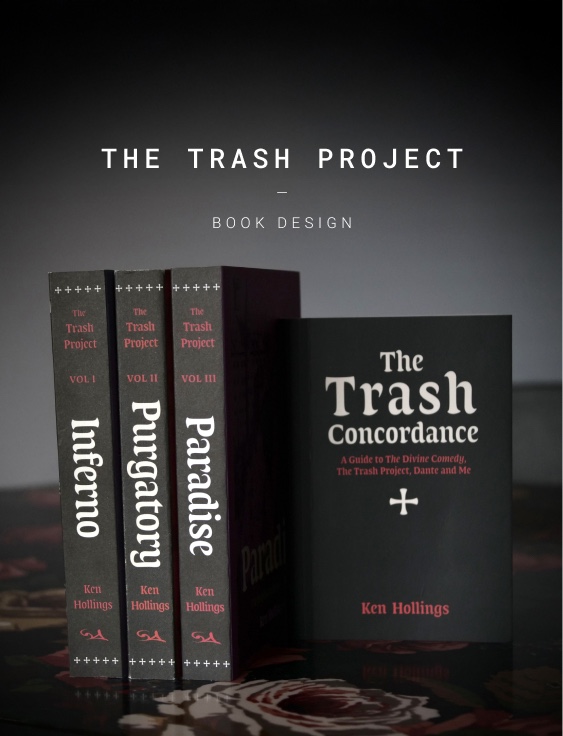 THE TRASH PROJECT
BOOK DESIGN
The
Trash
Project
VOL I
Inferno
Ken
Hollings
The
Trash
Project
VOL II
Purgatory
Ken
Hollings
The
Trash
Project
VOL III
Paradise
Ken
Hollings
Paradi
The
Trash
Concordance
A Guide to The Divine Comedy,
The Trash Project, Dante and Me
Ken Hollings